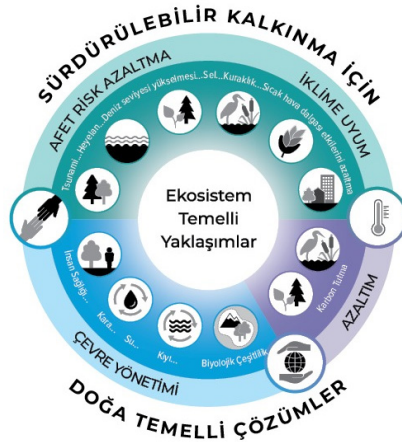 SÜRDÜRÜLEBİLİR KALKINMA İÇİN
AFET RİSK AZALTMA
İKLİME UYUM
Tsunami...Heyelan...Deniz seviyesi yükselmesi...Sel...Kuraklık...Sıcak hava dalgası etkilerini azaltma
Ekosistem
Temelli
Yaklaşımlar
İnsan Sağlığı...
Kara...
Su...
Kıyı...
Biyolojik Çeşitlilik
Karbon Tutma
ÇEVRE YÖNETİMİ
AZALTIM
DOĞA TEMELLİ ÇÖZÜMLER